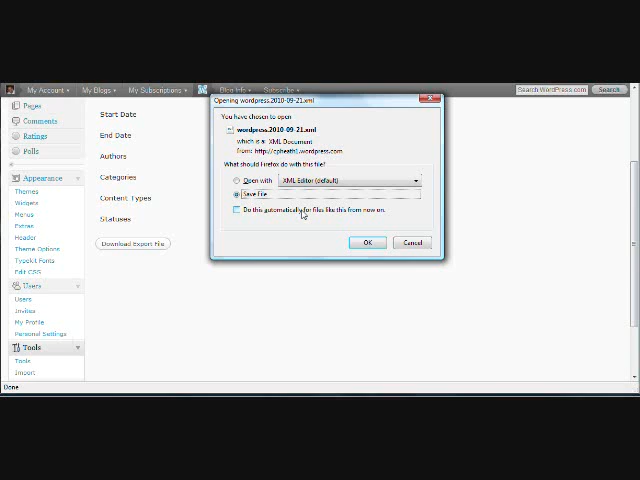 My Account
My Blogs
My Subscriptions
Blog Info
Subscribe
Search WordPress.com
Search
Pages
Comments
Ratings
Polls
Appearance
Themes
Widgets
Menus
Extras
Header
Theme Options
Typekit Fonts
Edit CSS
Users
Users
Invites
My Profile
Personal Settings
Tools
Tools
Import
Start Date
End Date
Authors
Categories
Content Types
Statuses
Download Export File
Opening wordpress.2010-09-21.xml
You have chosen to open
wordpress.2010-09-21.xml
which is a: XML Document
from: http://cpheath1.wordpress.com
What should Firefox do with this file?
Open with XML Editor (default)
Save File
Do this automatically for files like this from now on.
OK
Cancel
Done